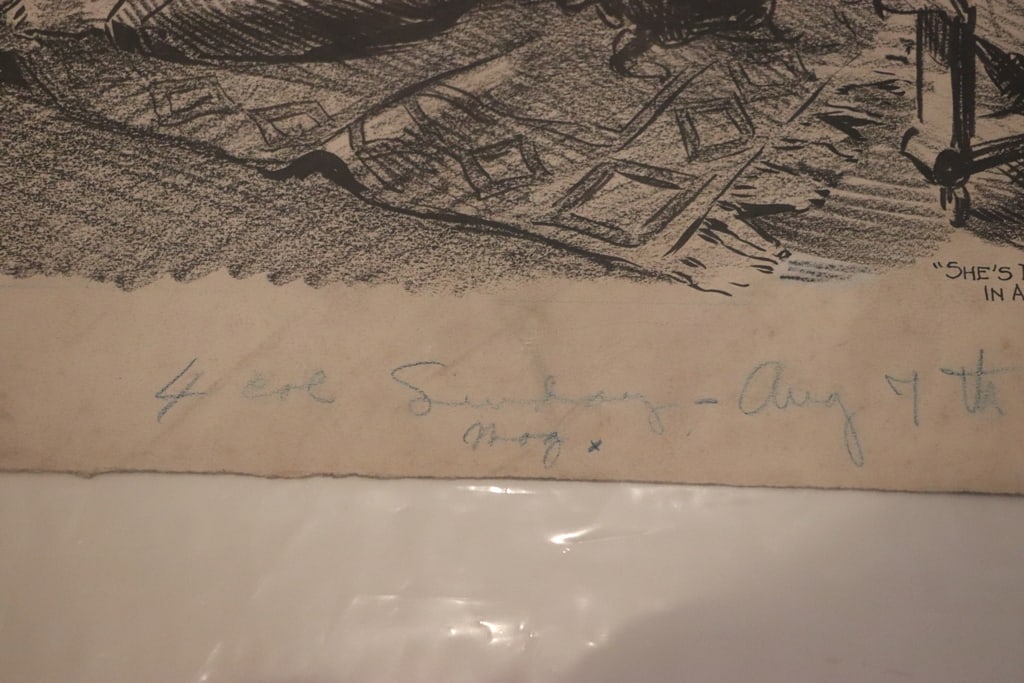 "SHE'S
IN A
4 col Sunday - Aug 7th
Mag.x